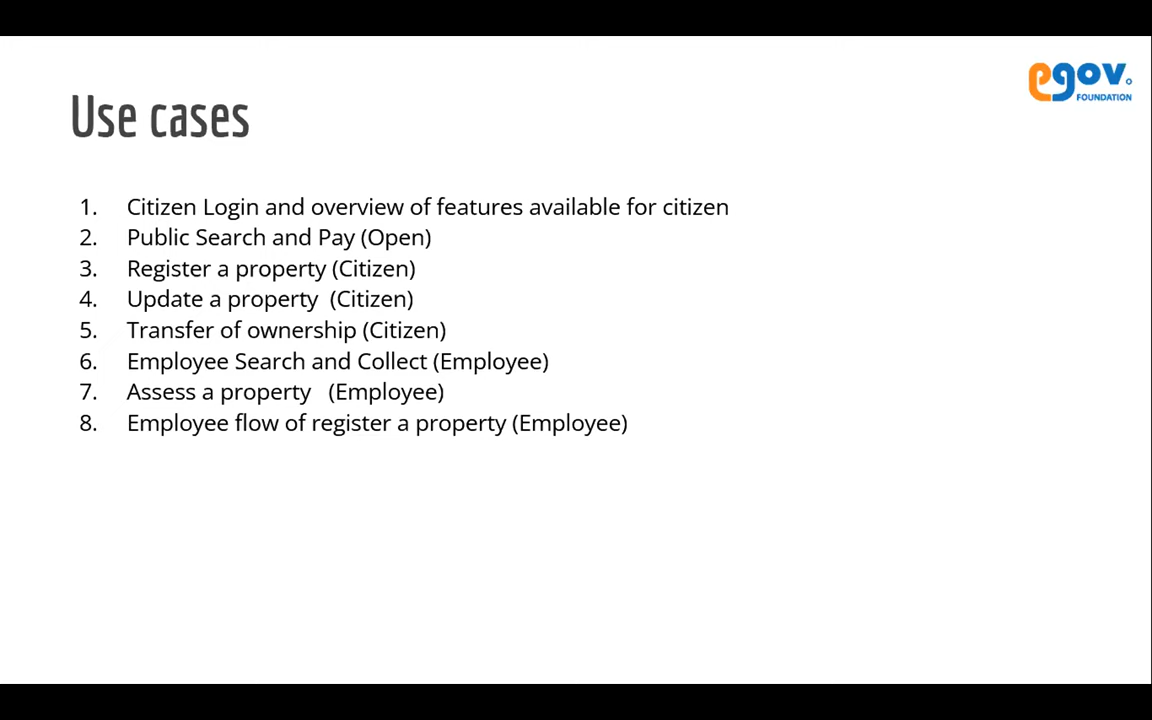 egov.
FOUNDATION
Use cases
1. Citizen Login and overview of features available for citizen
2. Public Search and Pay (Open)
3. Register a property (Citizen)
4. Update a property  (Citizen)
5. Transfer of ownership (Citizen)
6. Employee Search and Collect (Employee)
7. Assess a property   (Employee)
8. Employee flow of register a property (Employee)